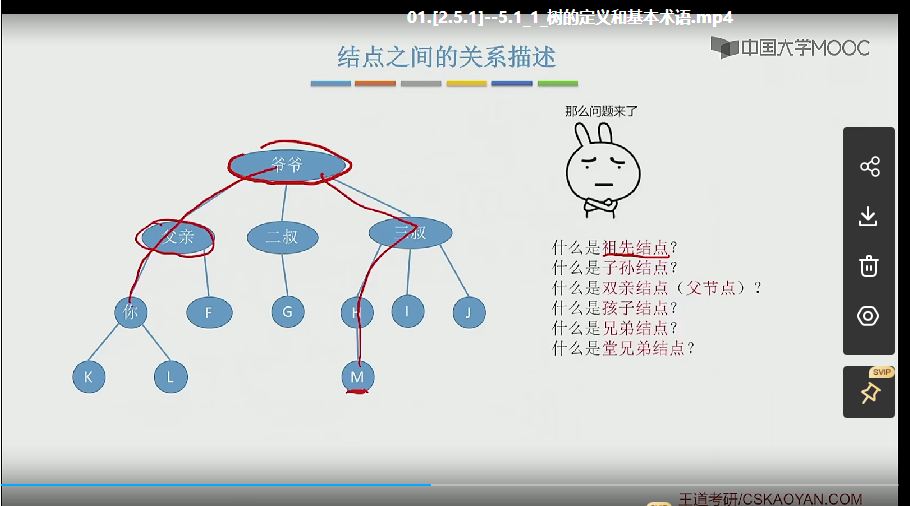 01.[2.5.1]--5.1_1_树的定义和基本术语.mp4
中国大学MOOC
结点之间的关系描述
那么问题来了
爷爷
父亲
二叔
三叔
你
F
G
H
I
J
K
L
M
什么是祖先结点?
什么是子孙结点?
什么是双亲结点（父节点）?
什么是孩子结点?
什么是兄弟结点?
什么是堂兄弟结点?
SVIP
王道考研/CSKAOYAN.COM